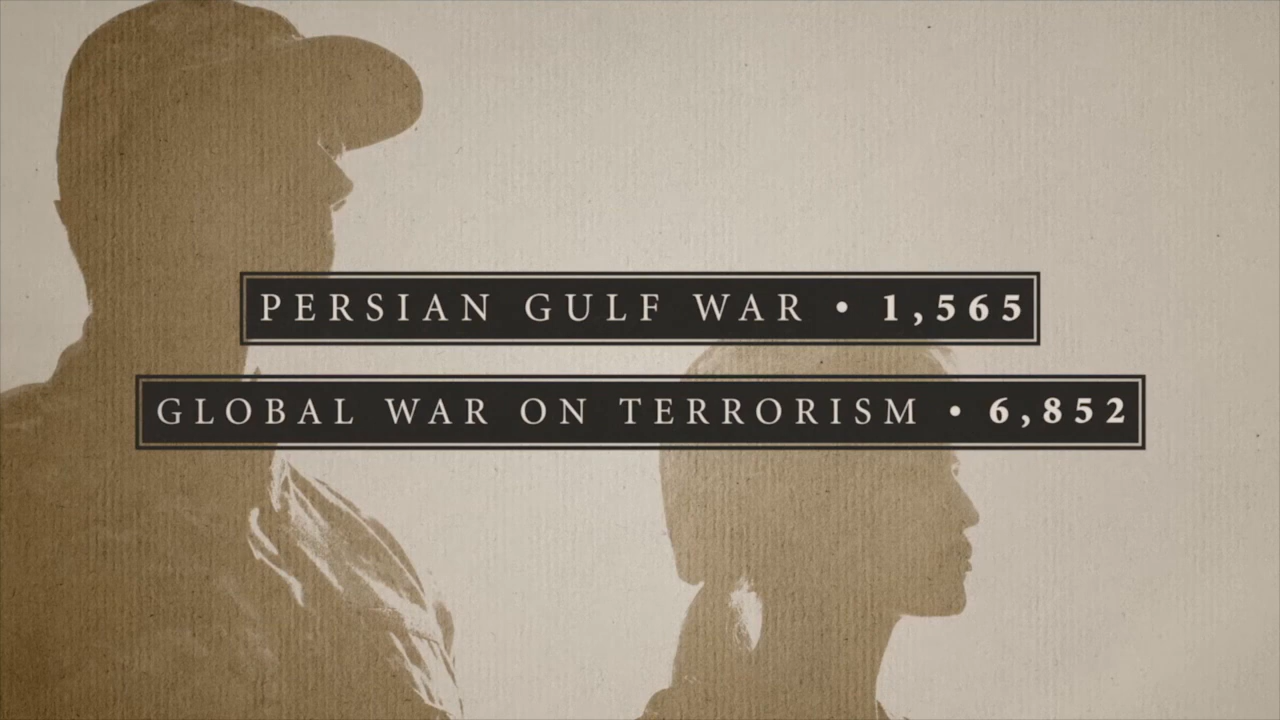 PERSIAN GULF WAR • 1,565
GLOBAL WAR ON TERRORISM • 6,852